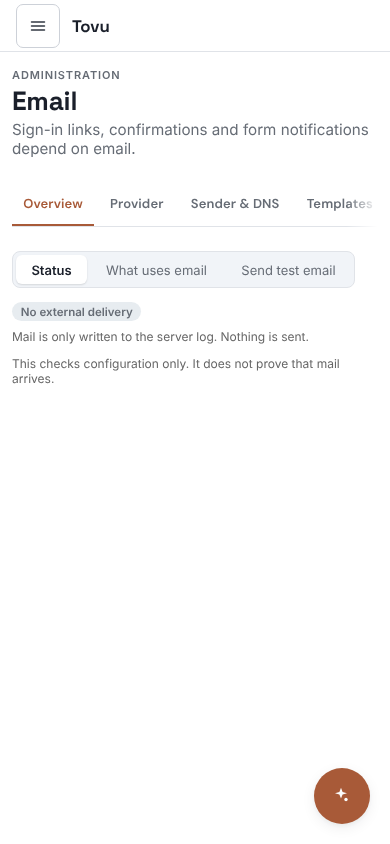 Tovu
ADMINISTRATION
Email
Sign-in links, confirmations and form notifications
depend on email.
Overview Provider Sender & DNS Templates
Status What uses email Send test email
No external delivery
Mail is only written to the server log. Nothing is sent.
This checks configuration only. It does not prove that mail
arrives.